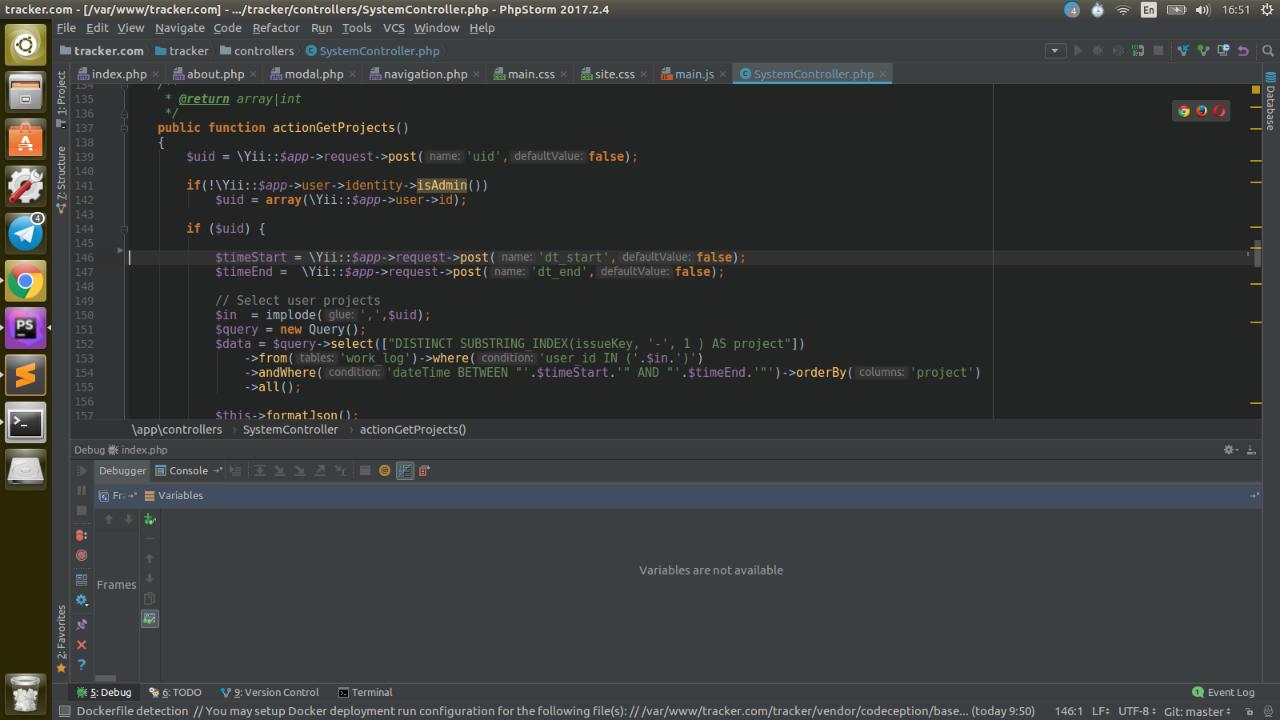 tracker.com - [/var/www/tracker.com] - .../tracker/controllers/SystemController.php - PhpStorm 2017.2.4
4 En 16:51
File Edit View Navigate Code Refactor Run Tools VCS Window Help
tracker.com tracker controllers SystemController.php
index.php about.php modal.php navigation.php main.css site.css main.js SystemController.php
1: Project
7: Structure
2: Favorites
Database
4
PS
134 /**
135 * @return array|int
136 */
137 public function actionGetProjects()
138 {
139 $uid = \Yii::$app->request->post( name: 'uid', defaultValue: false);
140
141 if(!\Yii::$app->user->identity->isAdmin())
142 $uid = array(\Yii::$app->user->id);
143
144 if ($uid) {
145
146 $timeStart = \Yii::$app->request->post( name: 'dt_start', defaultValue: false);
147 $timeEnd = \Yii::$app->request->post( name: 'dt_end', defaultValue: false);
148
149 // Select user projects
150 $in = implode( glue: ',',$uid);
151 $query = new Query();
152 $data = $query->select(["DISTINCT SUBSTRING_INDEX(issueKey, '-', 1 ) AS project"])
153 ->from( tables: 'work_log')->where( condition: 'user_id IN ('.$in.')')
154 ->andWhere( condition: 'dateTime BETWEEN "'.$timeStart.'" AND "'.$timeEnd.'"')->orderBy( columns: 'project')
155 ->all();
156
157 $this->formatJson();
\app\controllers › SystemController › actionGetProjects()
Debug index.php
Debugger Console
Fr Variables
Frames
Variables are not available
5: Debug 6: TODO 9: Version Control Terminal 1 Event Log
Dockerfile detection // You may setup Docker deployment run configuration for the following file(s): // /var/www/tracker.com/tracker/vendor/codeception/base... (today 9:50) 146:1 LF UTF-8 Git: master